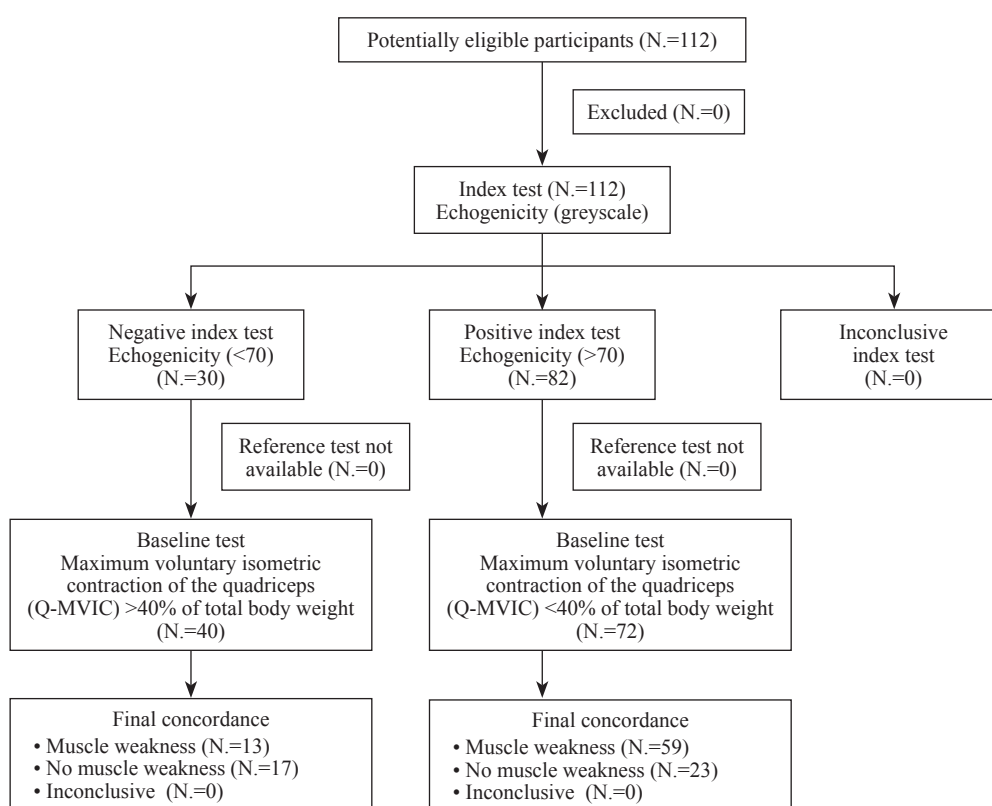 Potentially eligible participants (N.=112)
Excluded (N.=0)
Index test (N.=112)
Echogenicity (greyscale)
Negative index test
Echogenicity (<70)
(N.=30)
Positive index test
Echogenicity (>70)
(N.=82)
Inconclusive
index test
(N.=0)
Reference test not
available (N.=0)
Reference test not
available (N.=0)
Baseline test
Maximum voluntary isometric
contraction of the quadriceps
(Q-MVIC) >40% of total body weight
(N.=40)
Baseline test
Maximum voluntary isometric
contraction of the quadriceps
(Q-MVIC) <40% of total body weight
(N.=72)
Final concordance
• Muscle weakness (N.=13)
• No muscle weakness (N.=17)
• Inconclusive (N.=0)
Final concordance
• Muscle weakness (N.=59)
• No muscle weakness (N.=23)
• Inconclusive (N.=0)